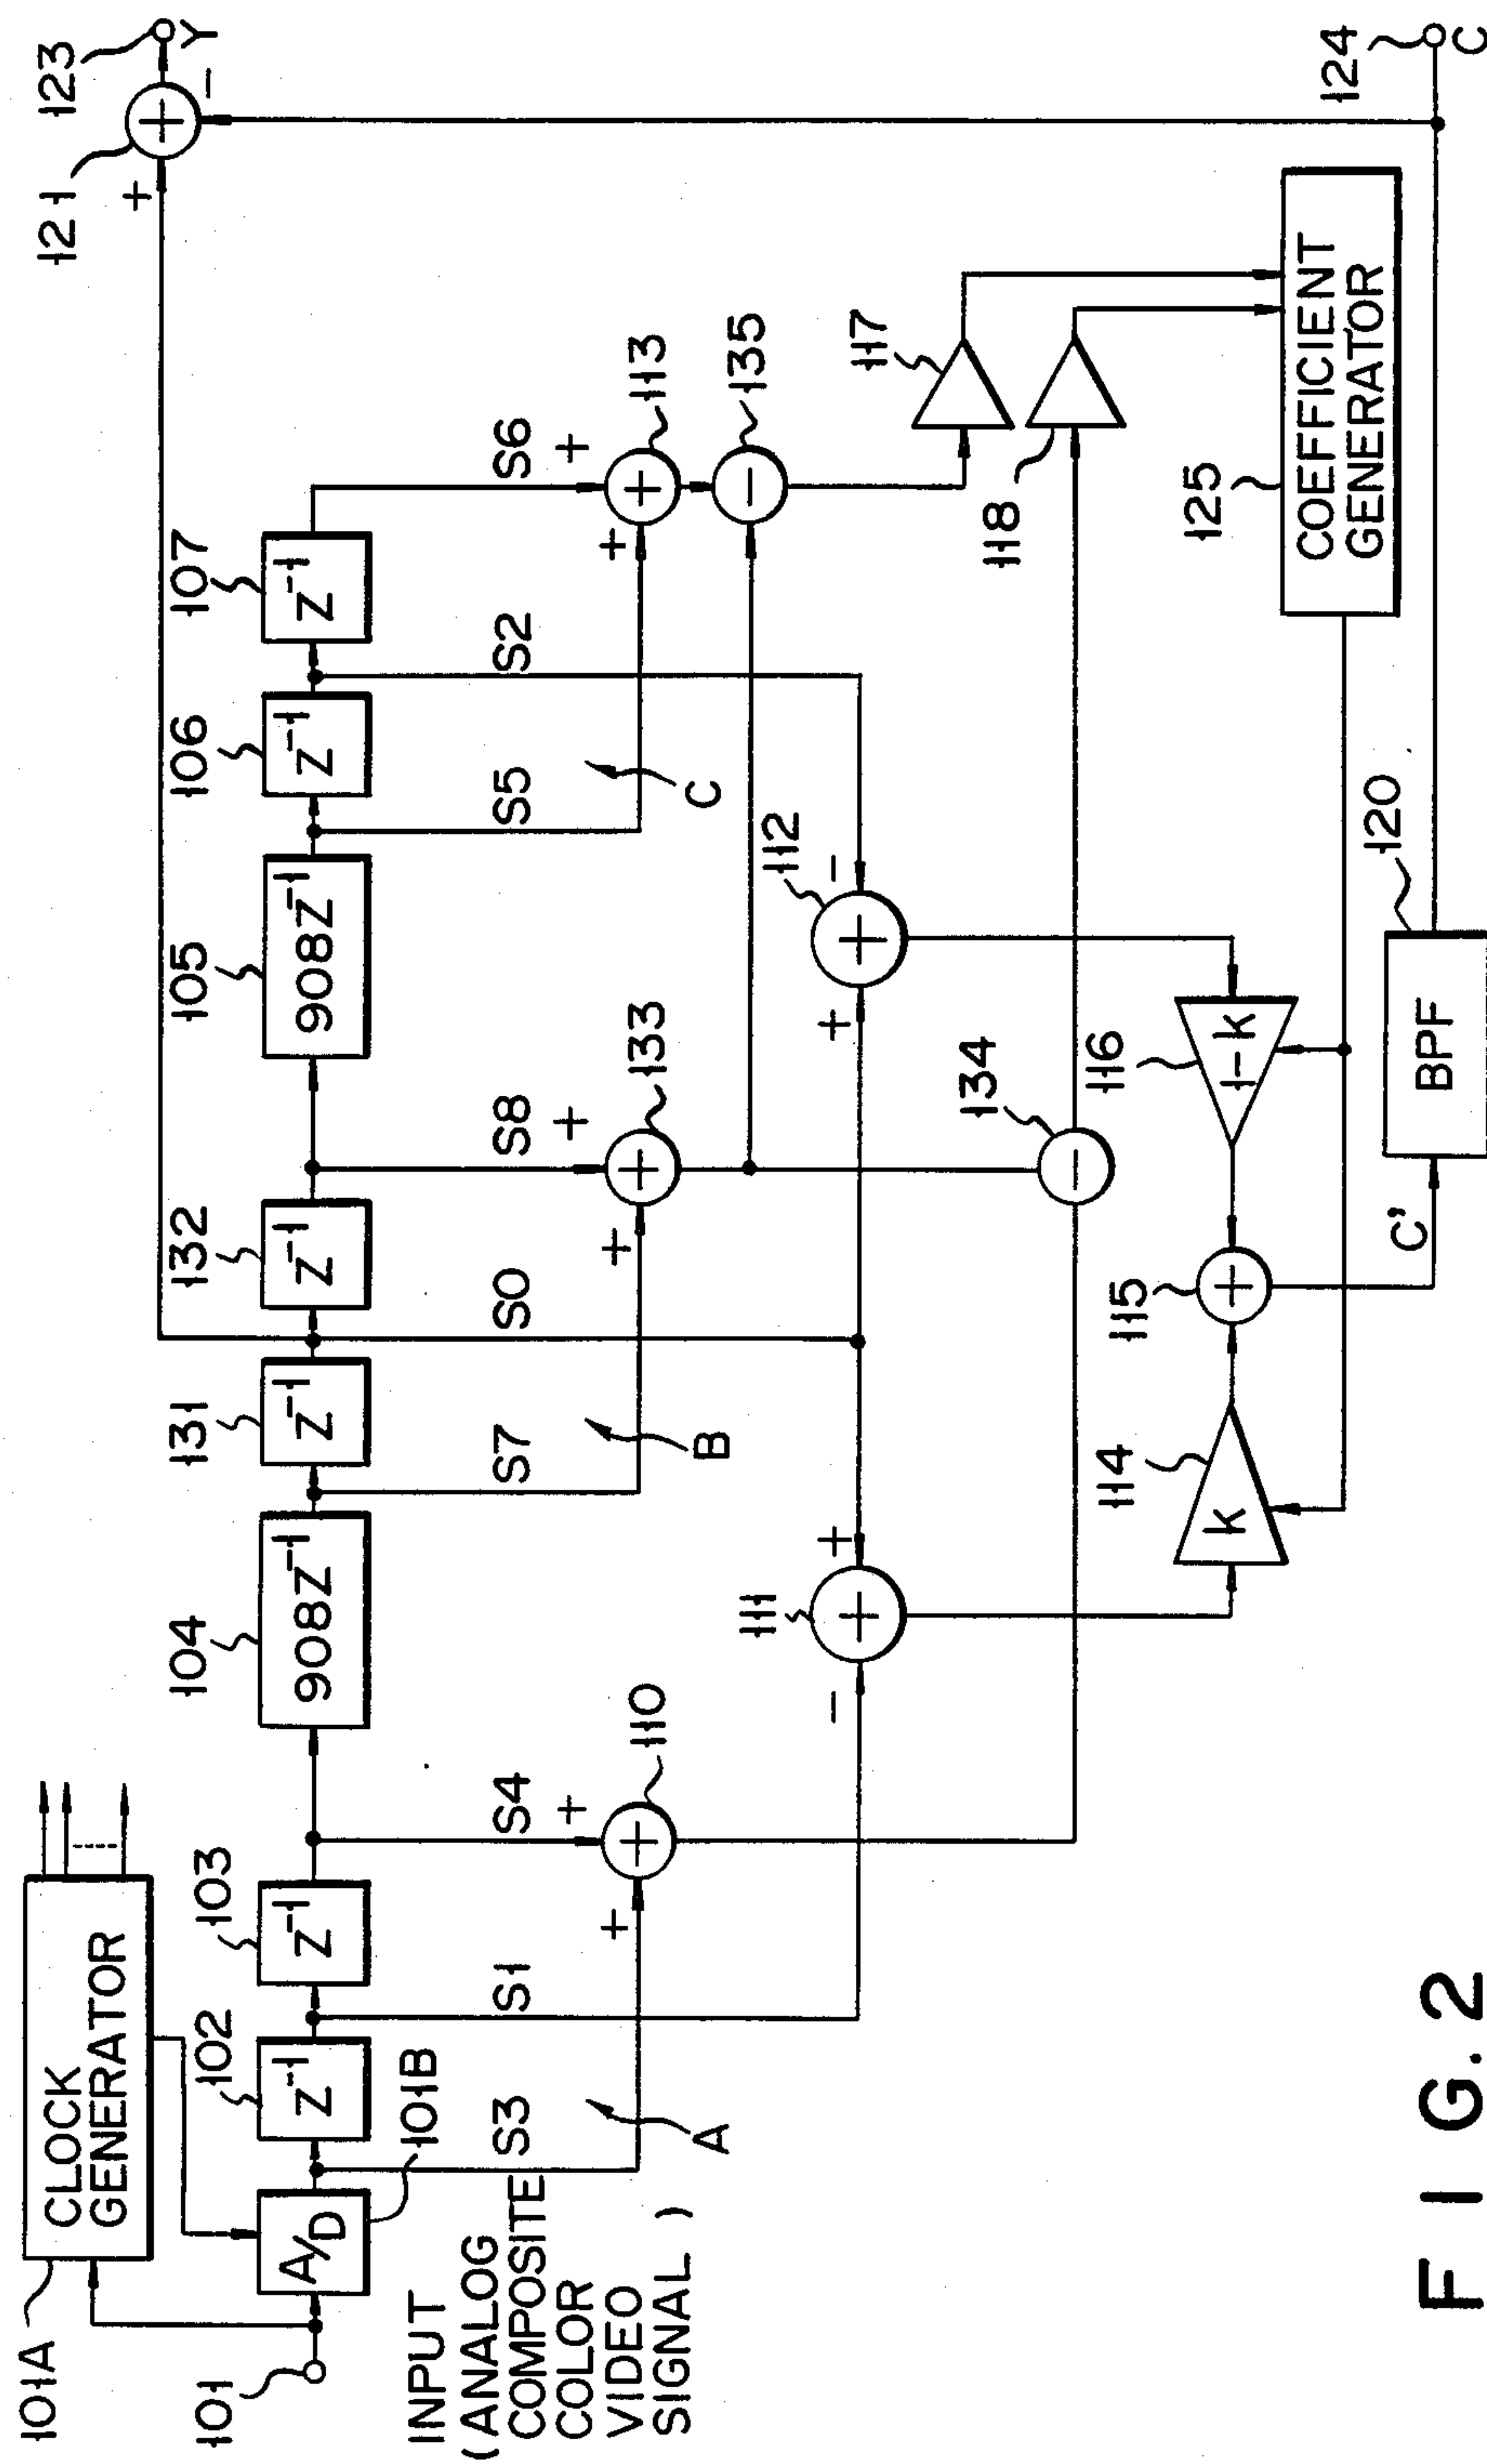 101A
CLOCK
GENERATOR
101
A/D
101B
INPUT
(ANALOG
COMPOSITE
COLOR
VIDEO
SIGNAL)
102
Z⁻¹
103
Z⁻¹
104
908Z⁻¹
131
Z⁻¹
132
Z⁻¹
105
908Z⁻¹
106
Z⁻¹
107
Z⁻¹
121
+
+
−
123
Y
S3
S1
S4
S7
S0
S8
S5
S2
S6
A
B
C
+
+
+
110
+
+
+
133
+
+
+
113
−
135
−
+
+
111
+
+
−
112
−
134
117
118
K
114
+
115
1−K
116
COEFFICIENT
GENERATOR
125
C'
BPF
120
124
C
FIG. 2